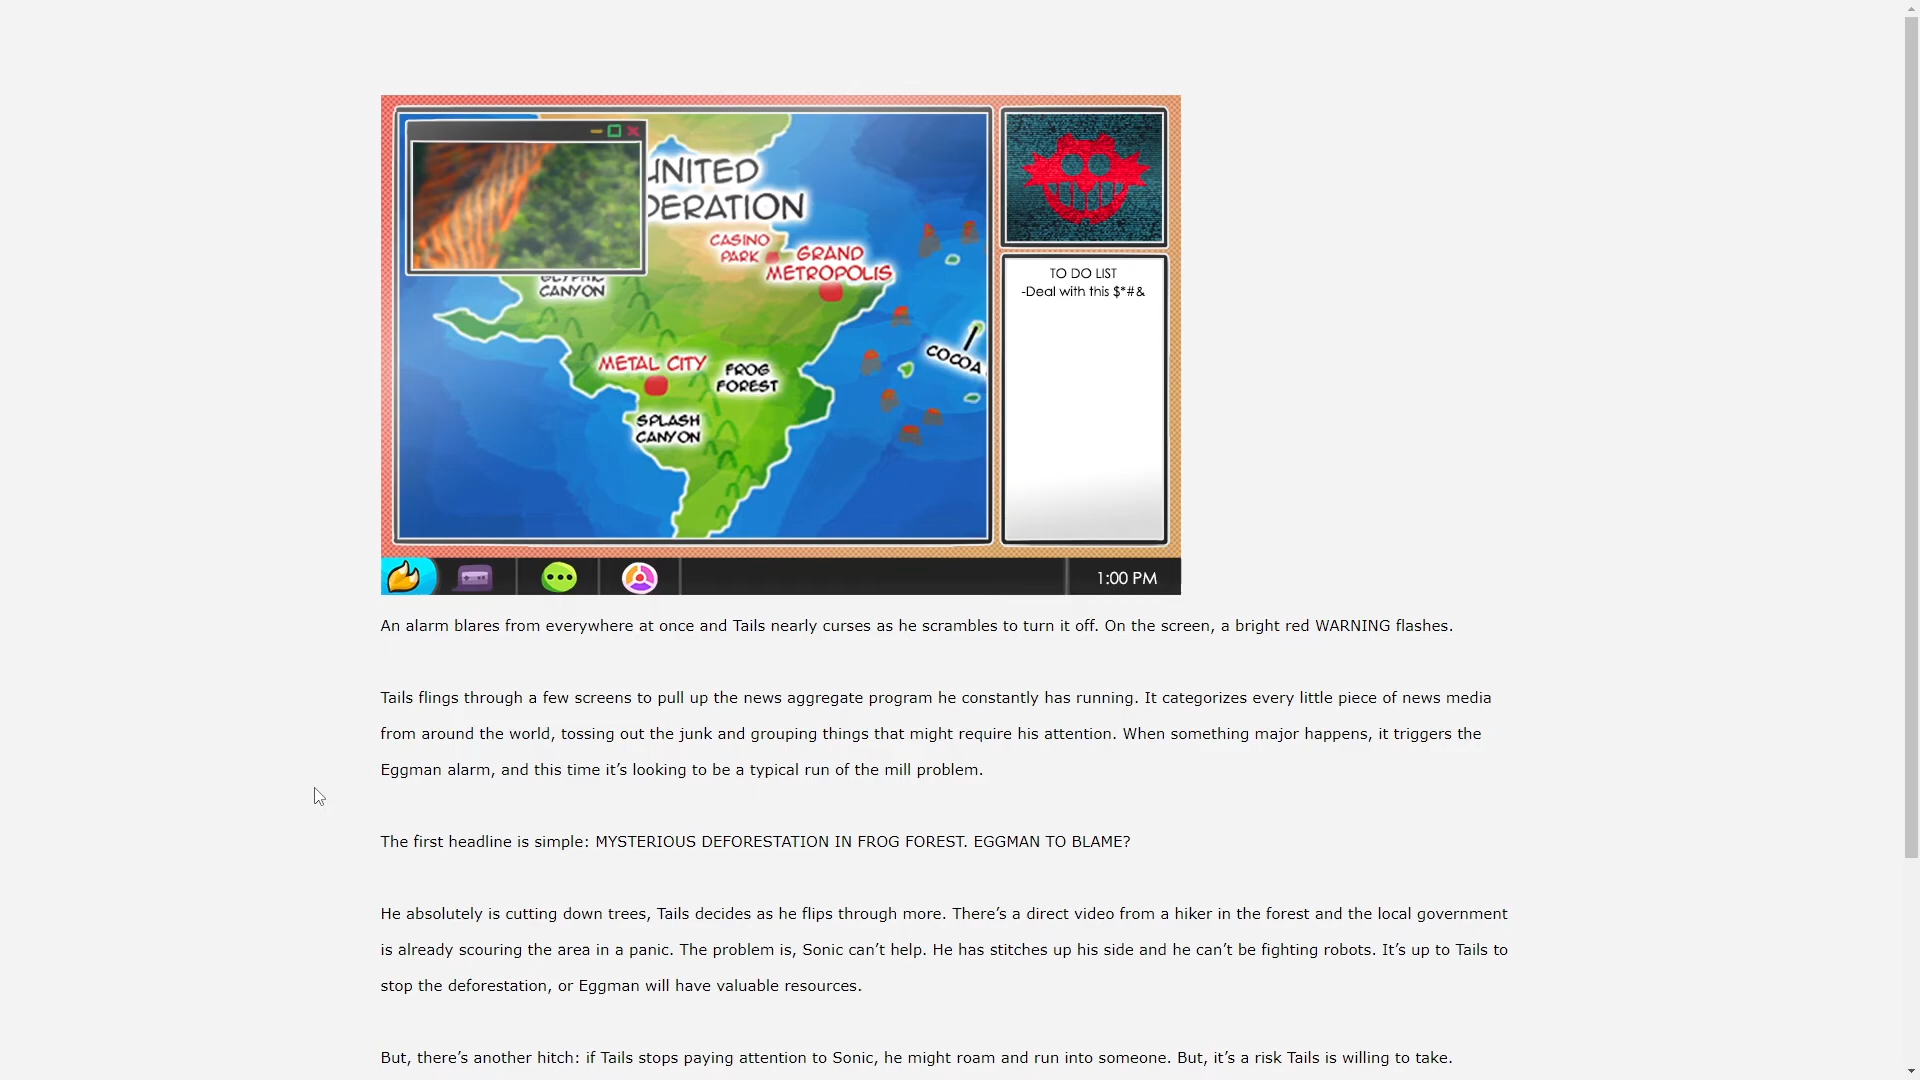 UNITED
DERATION
CASINO
PARK
GRAND
METROPOLIS
GLYPHIC
CANYON
METAL CITY
FROG
FOREST
SPLASH
CANYON
COCOA
TO DO LIST
-Deal with this $*#&
1:00 PM
An alarm blares from everywhere at once and Tails nearly curses as he scrambles to turn it off. On the screen, a bright red WARNING flashes.
Tails flings through a few screens to pull up the news aggregate program he constantly has running. It categorizes every little piece of news media
from around the world, tossing out the junk and grouping things that might require his attention. When something major happens, it triggers the
Eggman alarm, and this time it’s looking to be a typical run of the mill problem.
The first headline is simple: MYSTERIOUS DEFORESTATION IN FROG FOREST. EGGMAN TO BLAME?
He absolutely is cutting down trees, Tails decides as he flips through more. There’s a direct video from a hiker in the forest and the local government
is already scouring the area in a panic. The problem is, Sonic can’t help. He has stitches up his side and he can’t be fighting robots. It’s up to Tails to
stop the deforestation, or Eggman will have valuable resources.
But, there’s another hitch: if Tails stops paying attention to Sonic, he might roam and run into someone. But, it’s a risk Tails is willing to take.